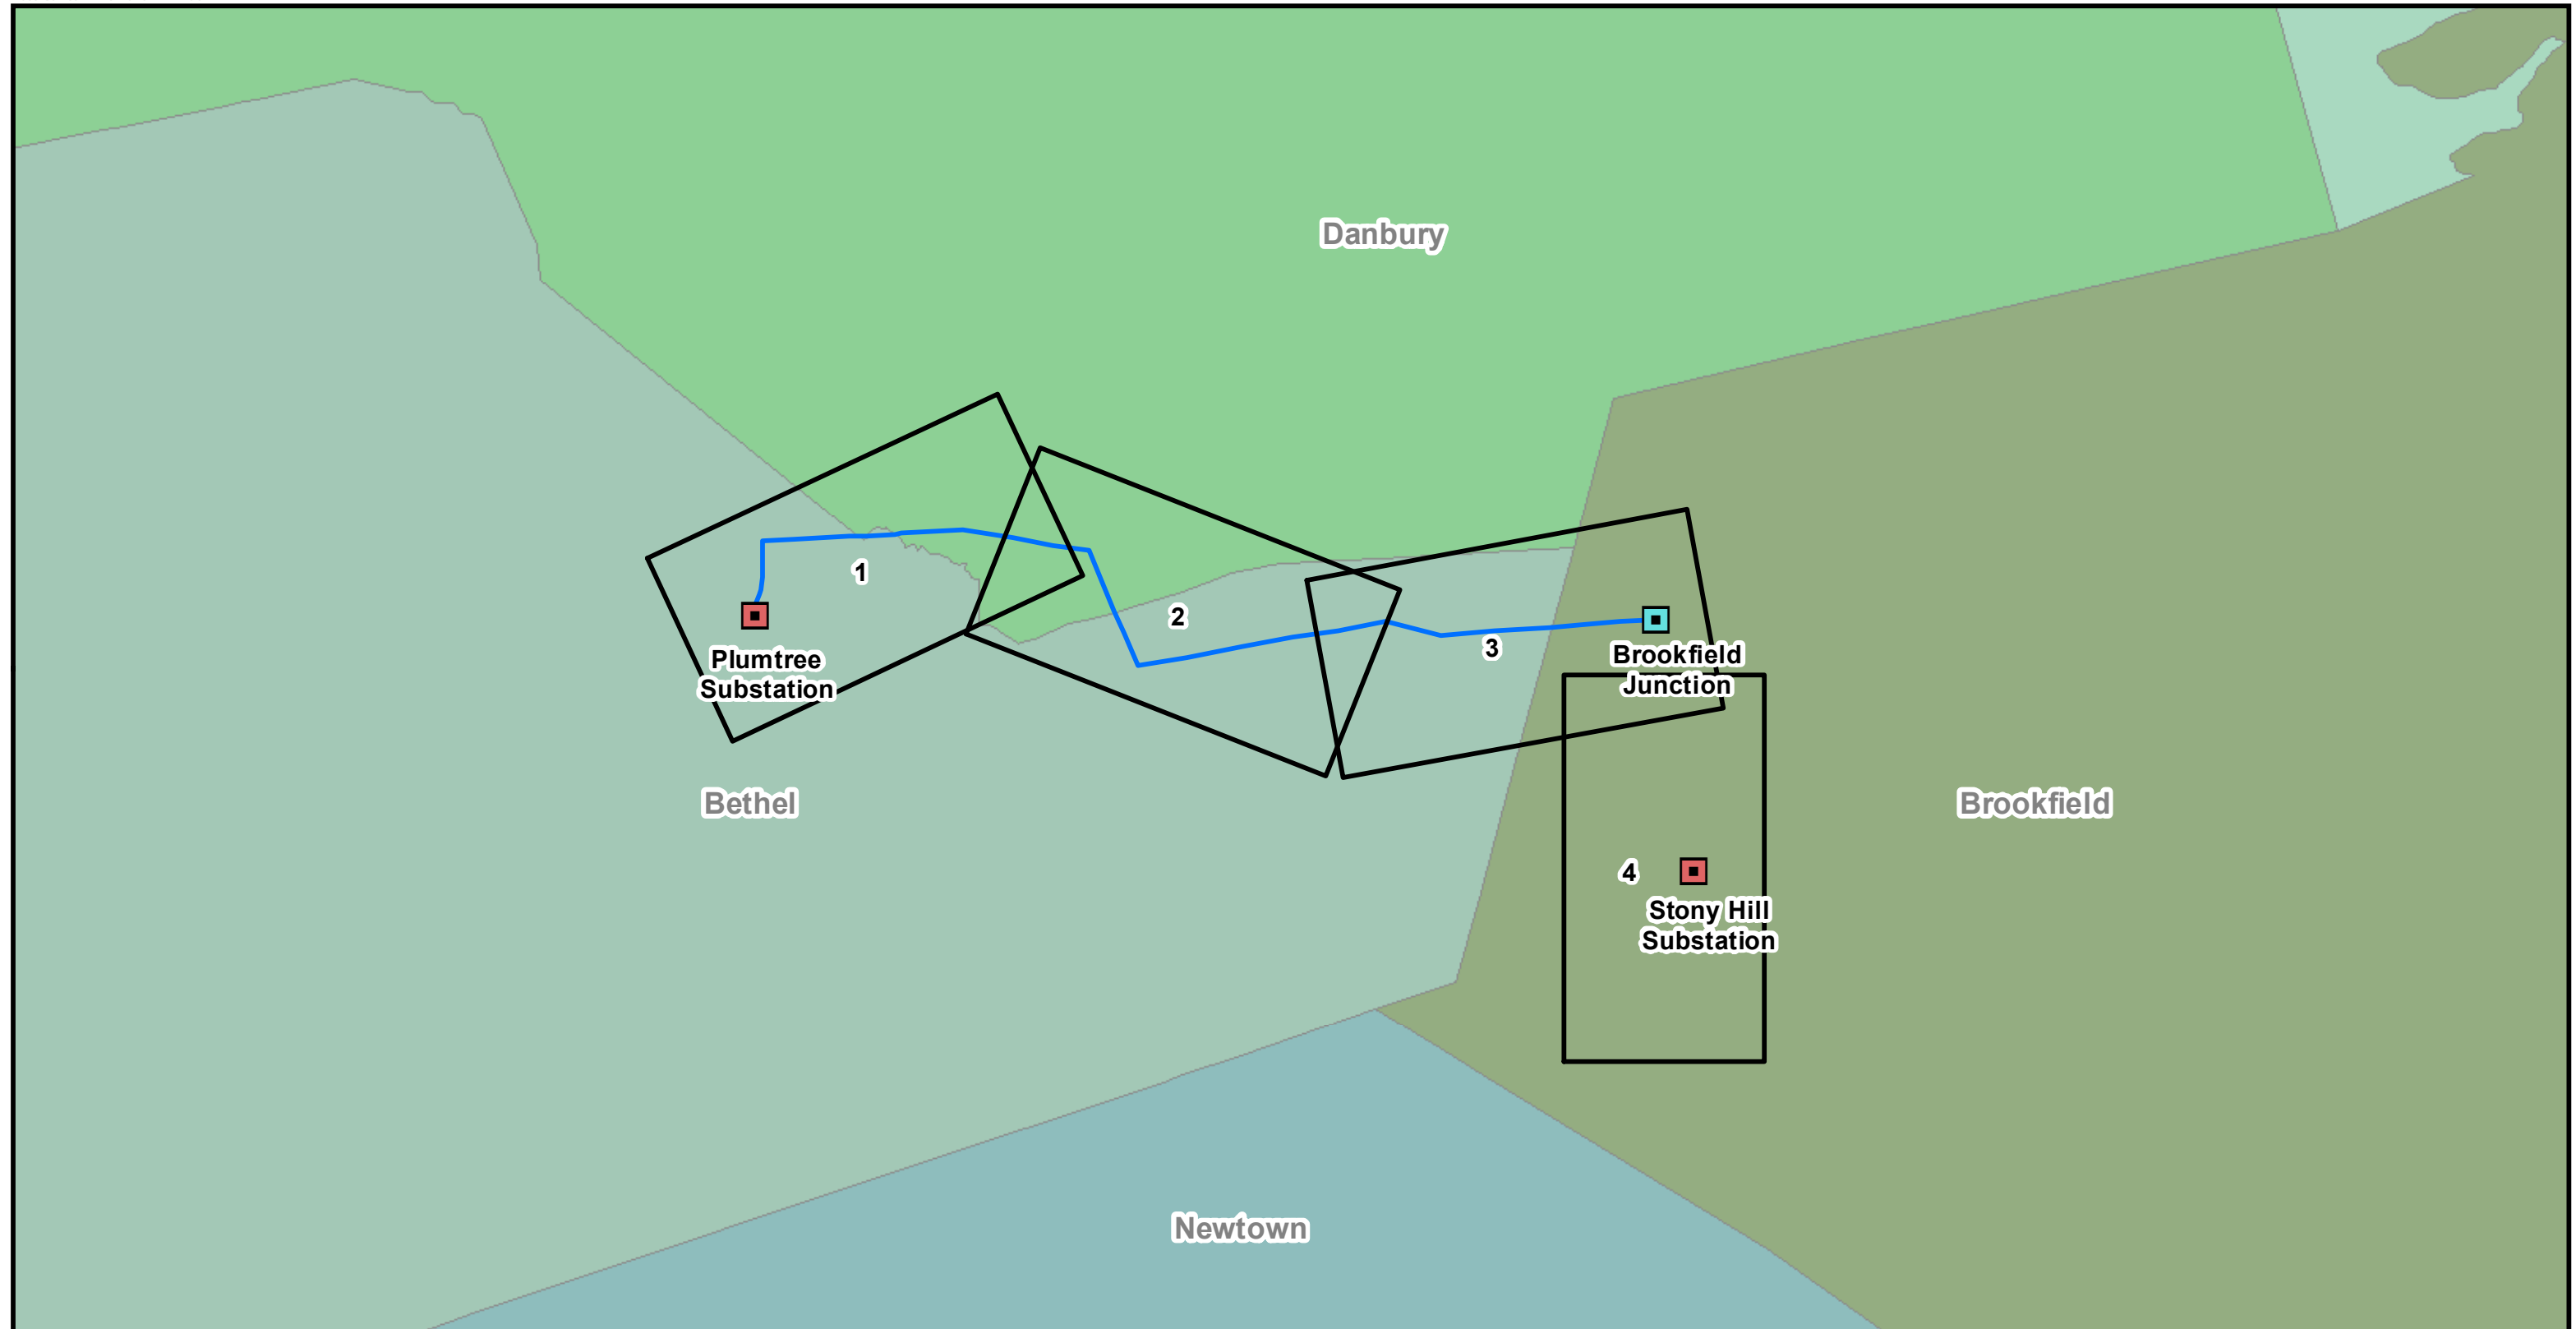 Danbury
1
2
3
Plumtree
Substation
Brookfield
Junction
Bethel
Brookfield
4
Stony Hill
Substation
Newtown